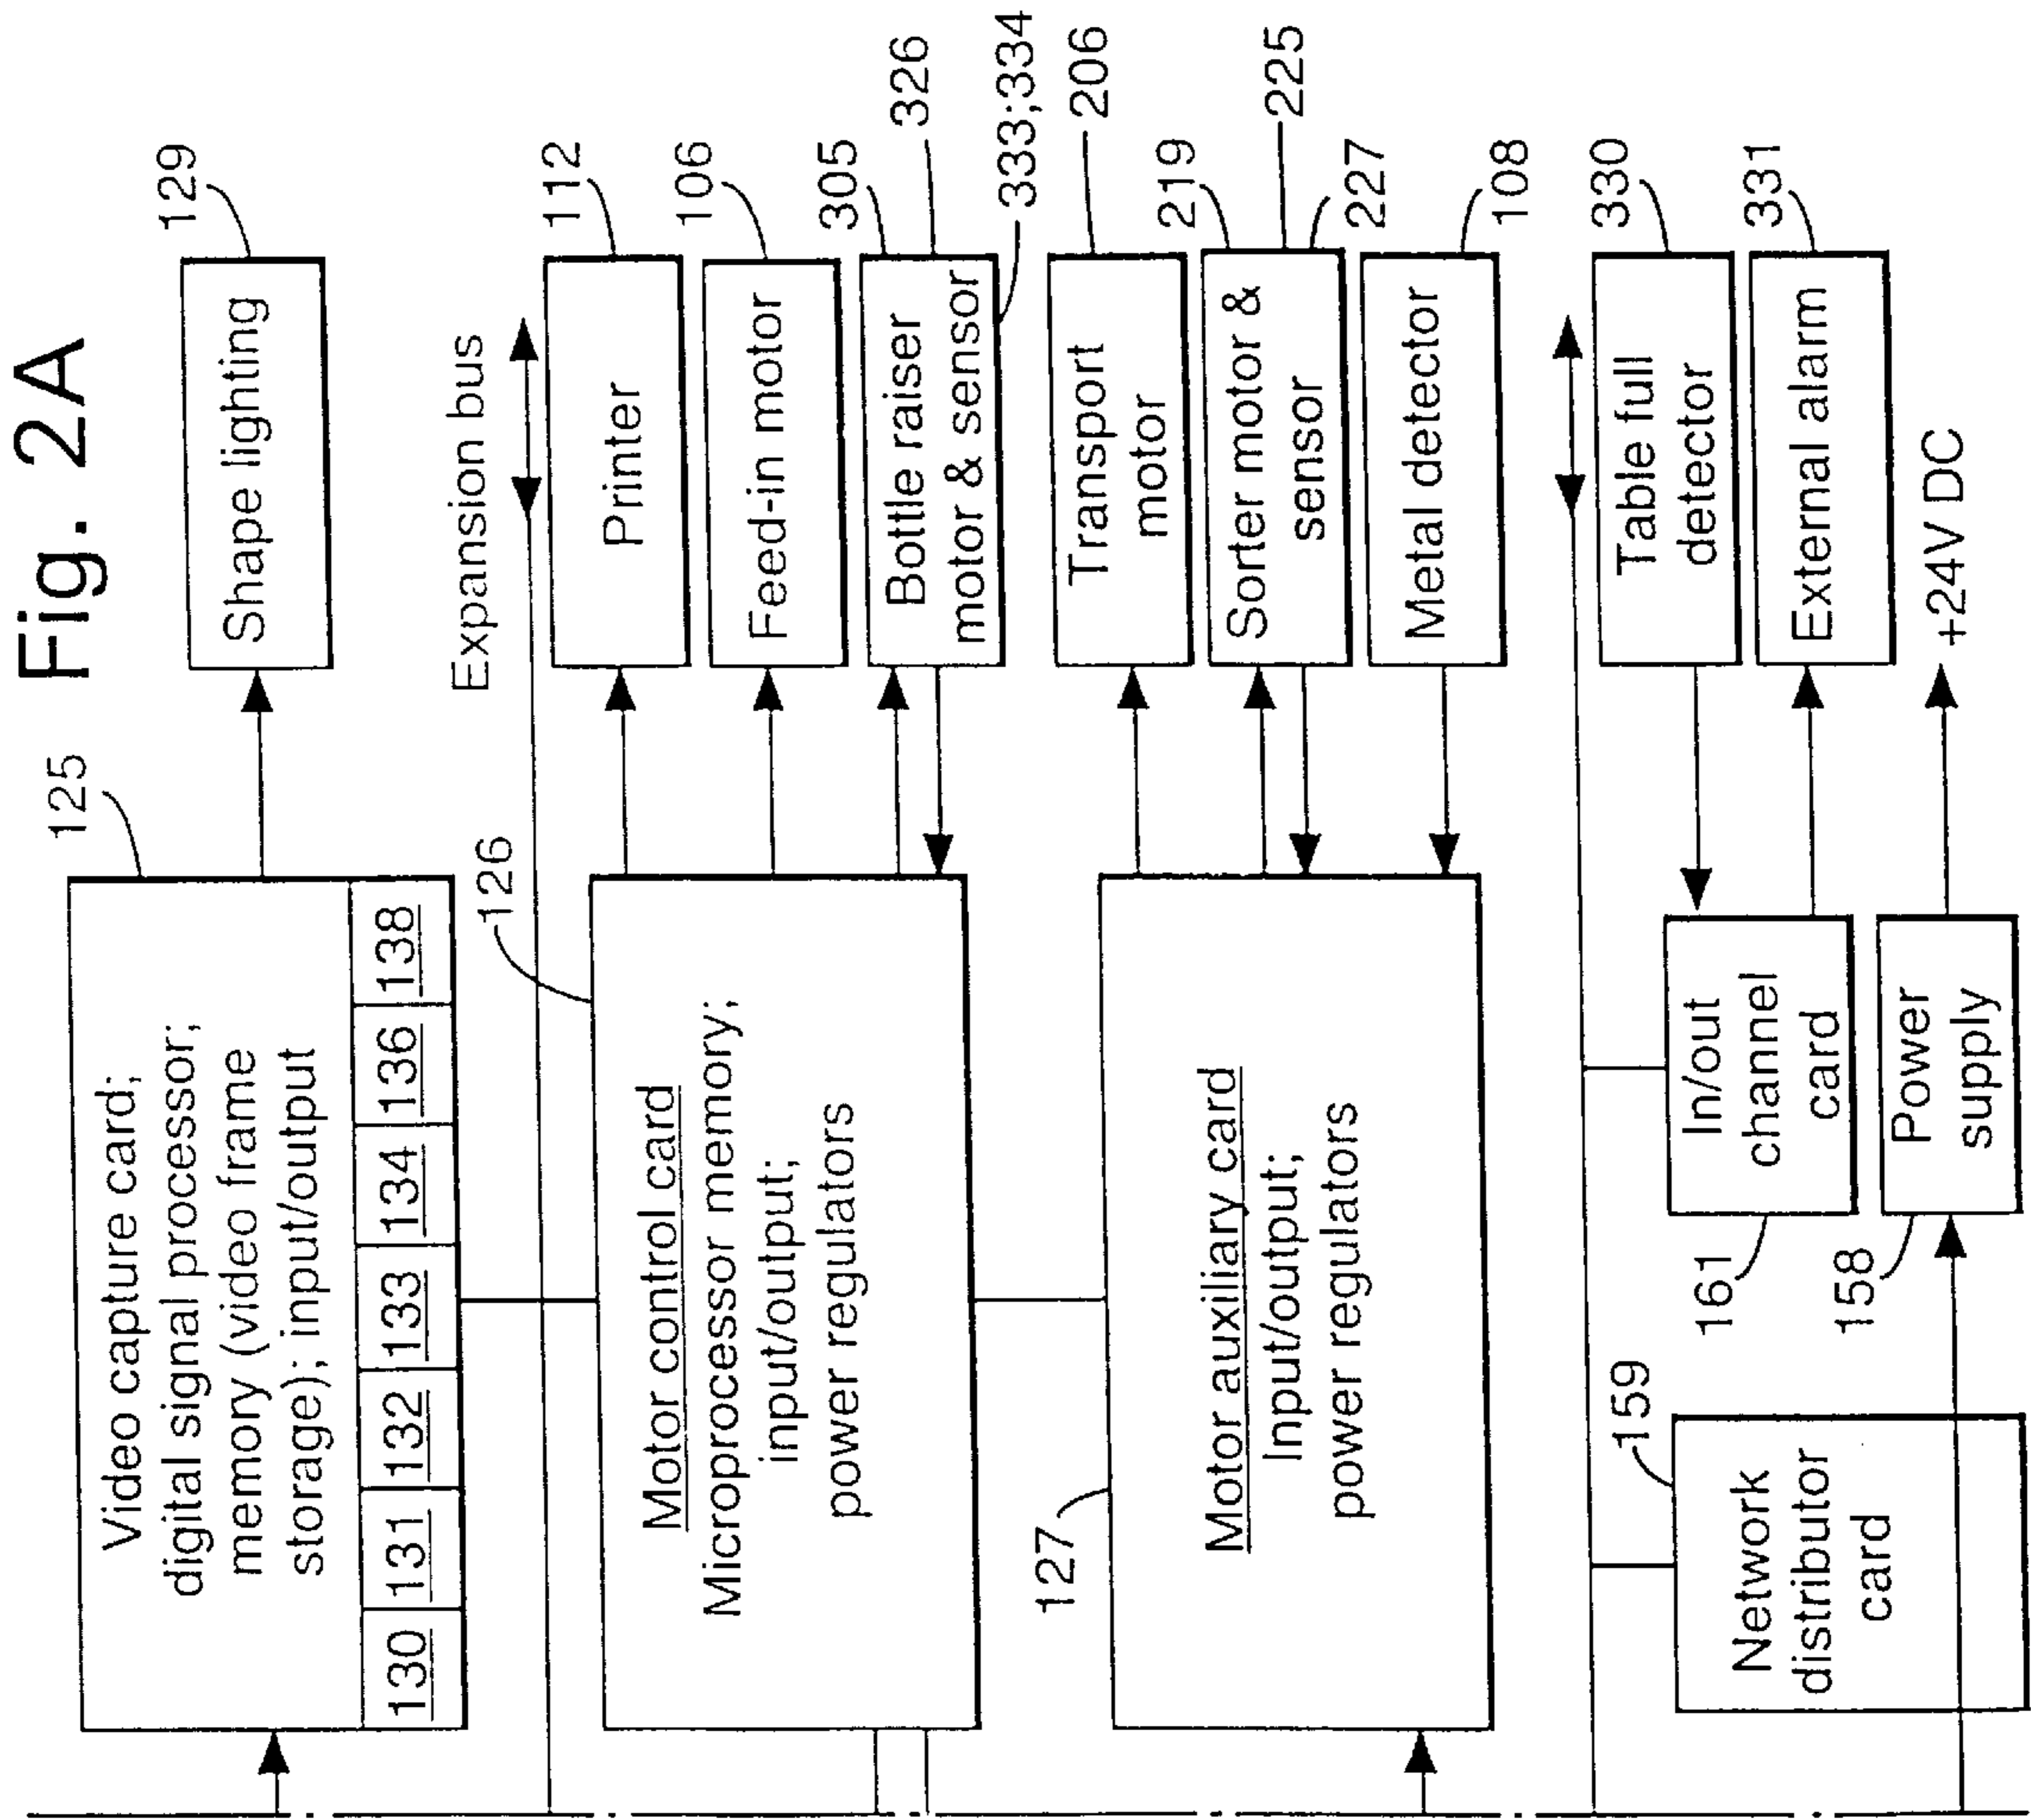 Fig. 2A
125
129
Video capture card;
digital signal processor;
memory (video frame
storage); input/output
130 131 132 133 134 136 138
Shape lighting
Expansion bus
126
Motor control card
Microprocessor memory;
input/output;
power regulators
Printer
112
Feed-in motor
106
Bottle raiser
motor & sensor
305
326
333;334
127
Motor auxiliary card
Input/output;
power regulators
Transport
motor
206
Sorter motor &
sensor
219
225
227
Metal detector
108
159
Network
distributor
card
161
In/out
channel
card
158
Power
supply
Table full
detector
330
External alarm
331
+24V DC